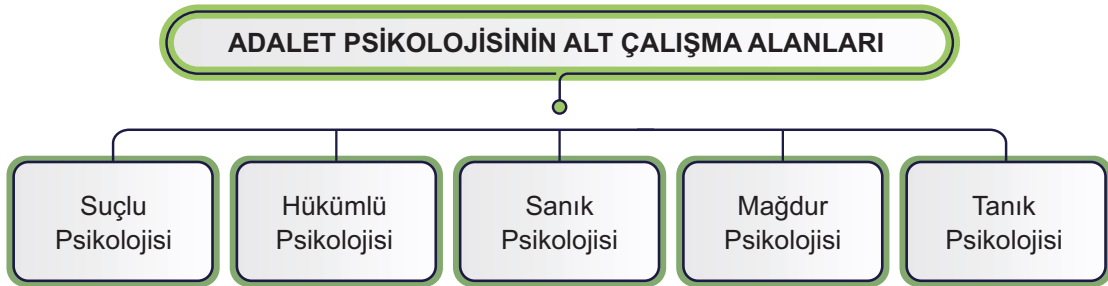 ADALET PSİKOLOJİSİNİN ALT ÇALIŞMA ALANLARI
Suçlu
Psikolojisi
Hükümlü
Psikolojisi
Sanık
Psikolojisi
Mağdur
Psikolojisi
Tanık
Psikolojisi